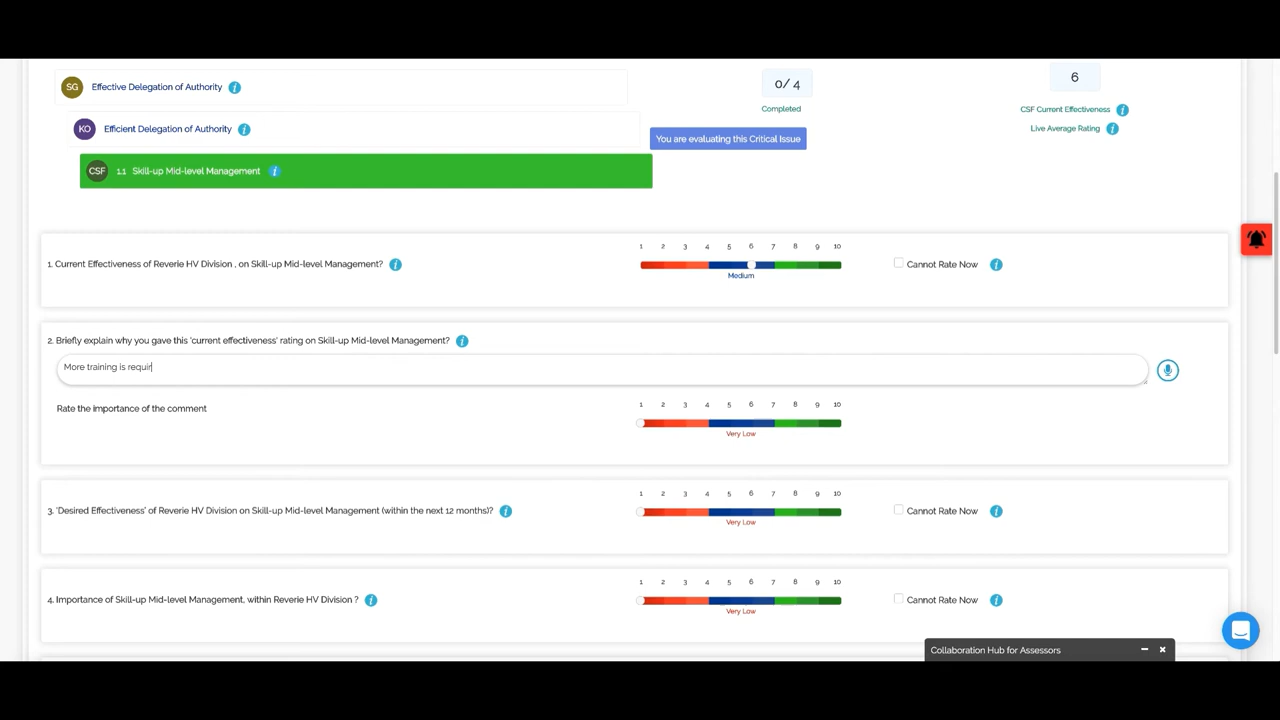 SG Effective Delegation of Authority i
0/ 4
Completed
6
CSF Current Effectiveness i
Live Average Rating i
KO Efficient Delegation of Authority i
You are evaluating this Critical Issue
CSF 1.1 Skill-up Mid-level Management i
1. Current Effectiveness of Reverie HV Division , on Skill-up Mid-level Management? i
1 2 3 4 5 6 7 8 9 10
Medium
Cannot Rate Now i
2. Briefly explain why you gave this 'current effectiveness' rating on Skill-up Mid-level Management? i
More training is requir
Rate the importance of the comment
1 2 3 4 5 6 7 8 9 10
Very Low
3. 'Desired Effectiveness' of Reverie HV Division on Skill-up Mid-level Management (within the next 12 months)? i
1 2 3 4 5 6 7 8 9 10
Very Low
Cannot Rate Now i
4. Importance of Skill-up Mid-level Management, within Reverie HV Division ? i
1 2 3 4 5 6 7 8 9 10
Very Low
Cannot Rate Now i
Collaboration Hub for Assessors